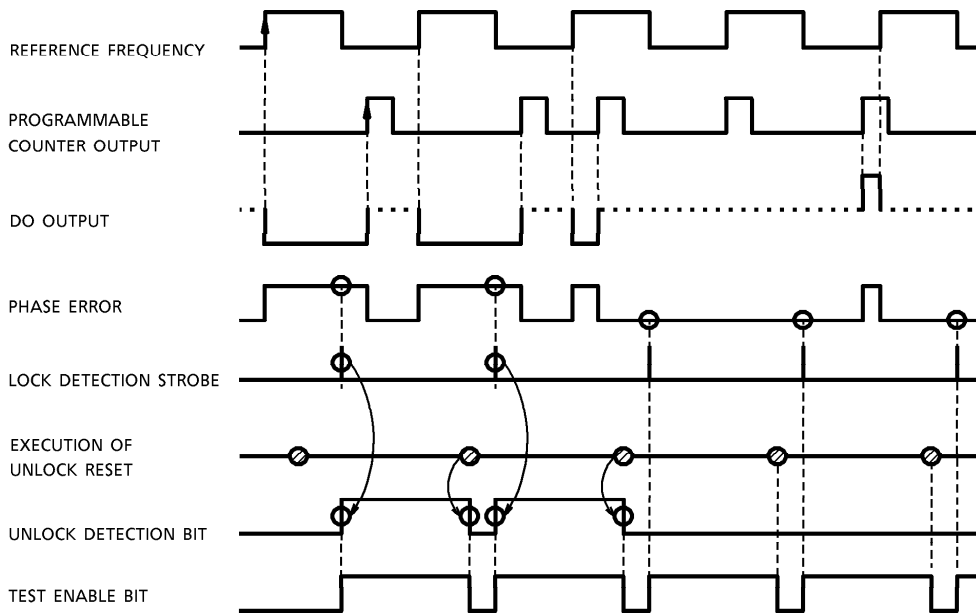 REFERENCE FREQUENCY
PROGRAMMABLE
COUNTER OUTPUT
DO OUTPUT
PHASE ERROR
LOCK DETECTION STROBE
EXECUTION OF
UNLOCK RESET
UNLOCK DETECTION BIT
TEST ENABLE BIT